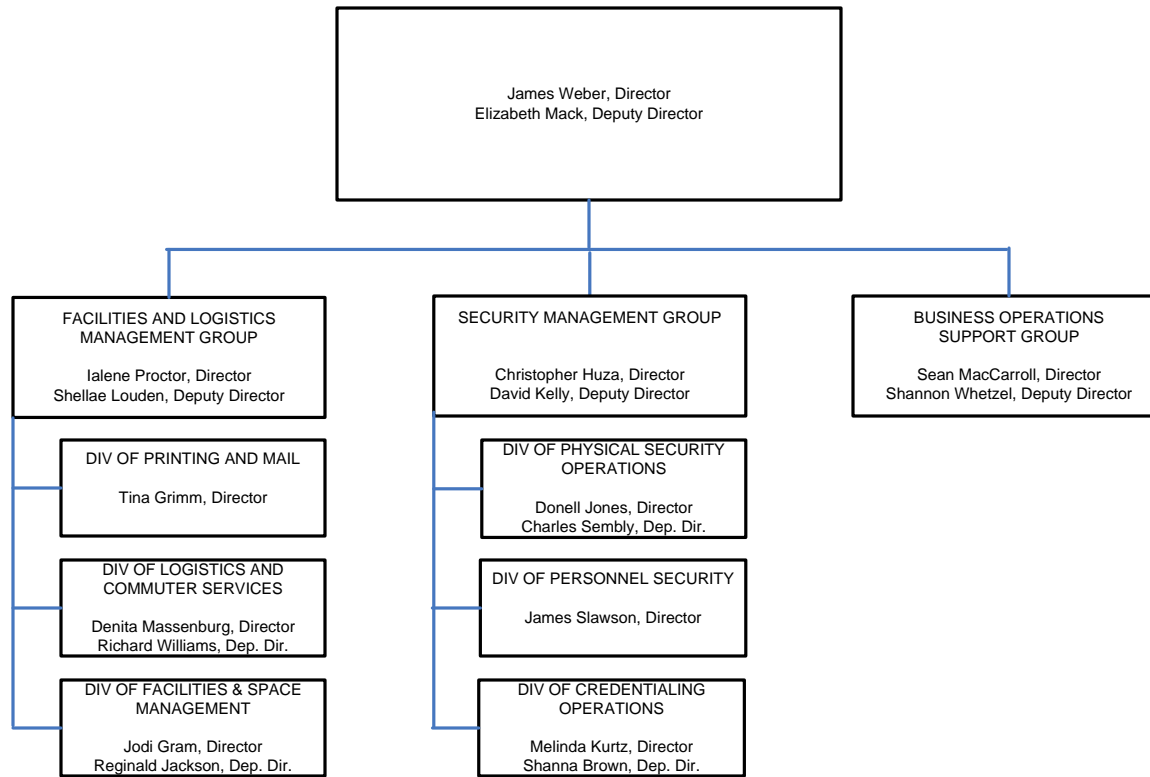 James Weber, Director
Elizabeth Mack, Deputy Director
FACILITIES AND LOGISTICS
MANAGEMENT GROUP
Ialene Proctor, Director
Shellae Louden, Deputy Director
DIV OF PRINTING AND MAIL
Tina Grimm, Director
DIV OF LOGISTICS AND
COMMUTER SERVICES
Denita Massenburg, Director
Richard Williams, Dep. Dir.
DIV OF FACILITIES & SPACE
MANAGEMENT
Jodi Gram, Director
Reginald Jackson, Dep. Dir.
SECURITY MANAGEMENT GROUP
Christopher Huza, Director
David Kelly, Deputy Director
DIV OF PHYSICAL SECURITY
OPERATIONS
Donell Jones, Director
Charles Sembly, Dep. Dir.
DIV OF PERSONNEL SECURITY
James Slawson, Director
DIV OF CREDENTIALING
OPERATIONS
Melinda Kurtz, Director
Shanna Brown, Dep. Dir.
BUSINESS OPERATIONS
SUPPORT GROUP
Sean MacCarroll, Director
Shannon Whetzel, Deputy Director